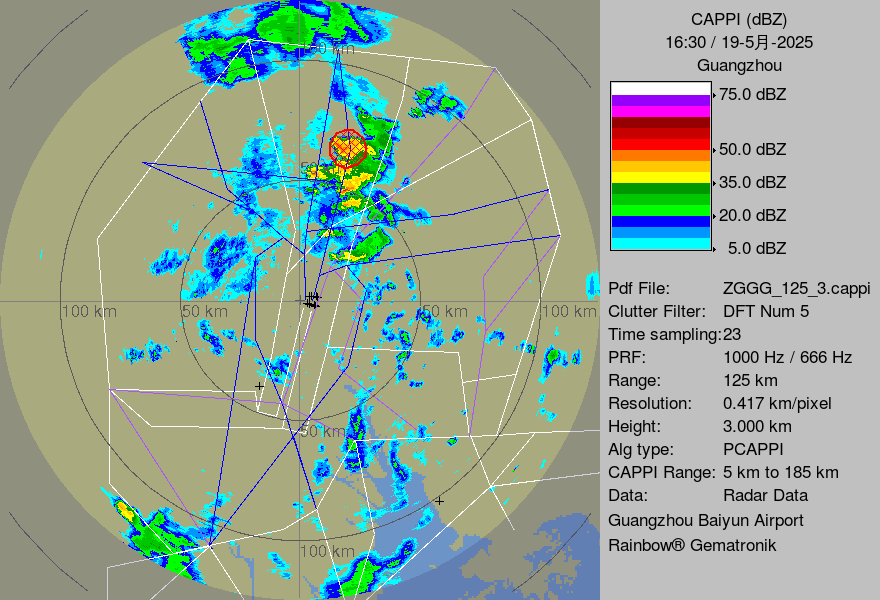 CAPPI (dBZ)
16:30 / 19-5月-2025
Guangzhou
75.0 dBZ
50.0 dBZ
35.0 dBZ
20.0 dBZ
5.0 dBZ
Pdf File: ZGGG_125_3.cappi
Clutter Filter: DFT Num 5
Time sampling:23
PRF: 1000 Hz / 666 Hz
Range: 125 km
Resolution: 0.417 km/pixel
Height: 3.000 km
Alg type: PCAPPI
CAPPI Range: 5 km to 185 km
Data: Radar Data
Guangzhou Baiyun Airport
Rainbow® Gematronik
km
100 km
50 km
50 km
100 km
50 km
100 km